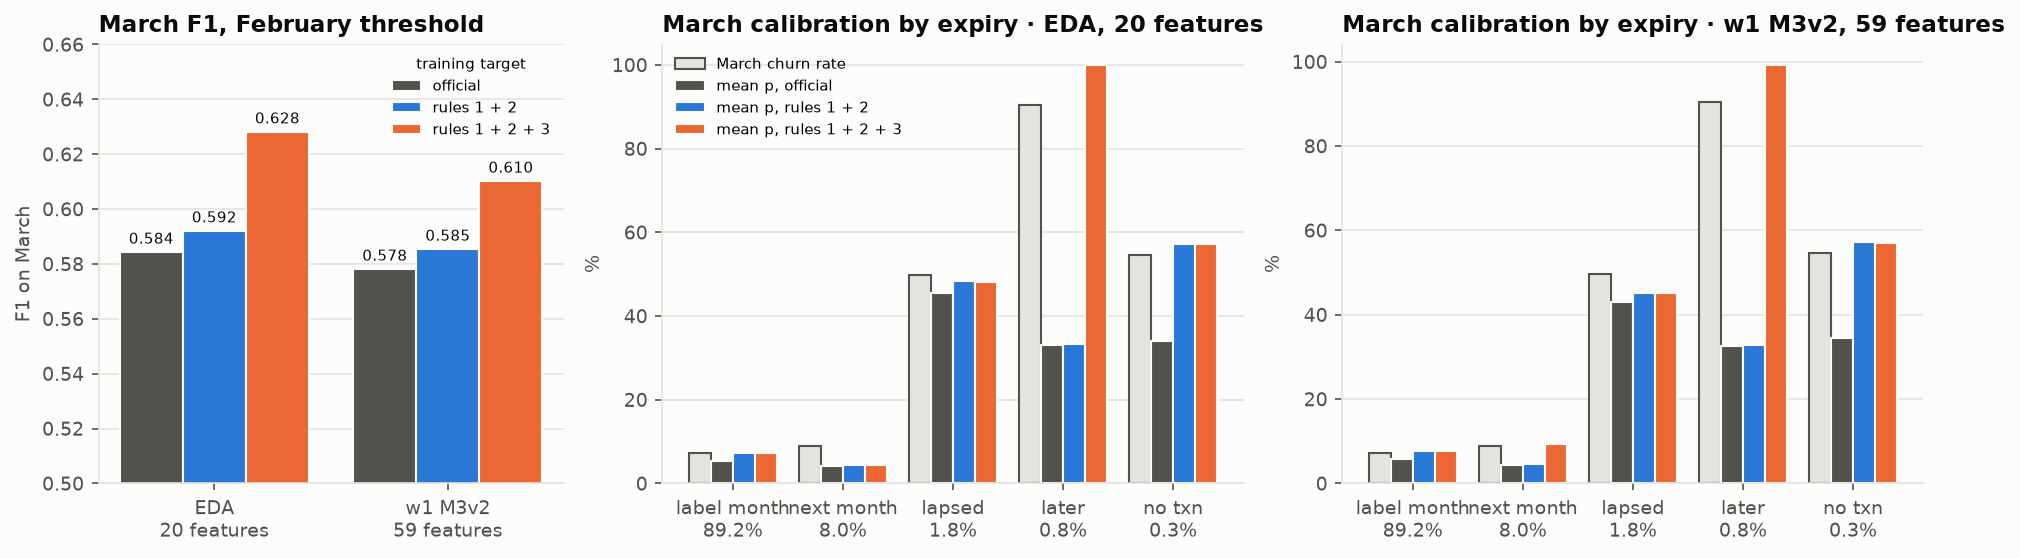 March F1, February threshold
F1 on March
0.66
0.64
0.62
0.60
0.58
0.56
0.54
0.52
0.50
training target
official
rules 1 + 2
rules 1 + 2 + 3
0.584
0.592
0.628
0.578
0.585
0.610
EDA
20 features
w1 M3v2
59 features
March calibration by expiry · EDA, 20 features
%
100
80
60
40
20
0
March churn rate
mean p, official
mean p, rules 1 + 2
mean p, rules 1 + 2 + 3
label month
89.2%
next month
8.0%
lapsed
1.8%
later
0.8%
no txn
0.3%
March calibration by expiry · w1 M3v2, 59 features
%
100
80
60
40
20
0
label month
89.2%
next month
8.0%
lapsed
1.8%
later
0.8%
no txn
0.3%